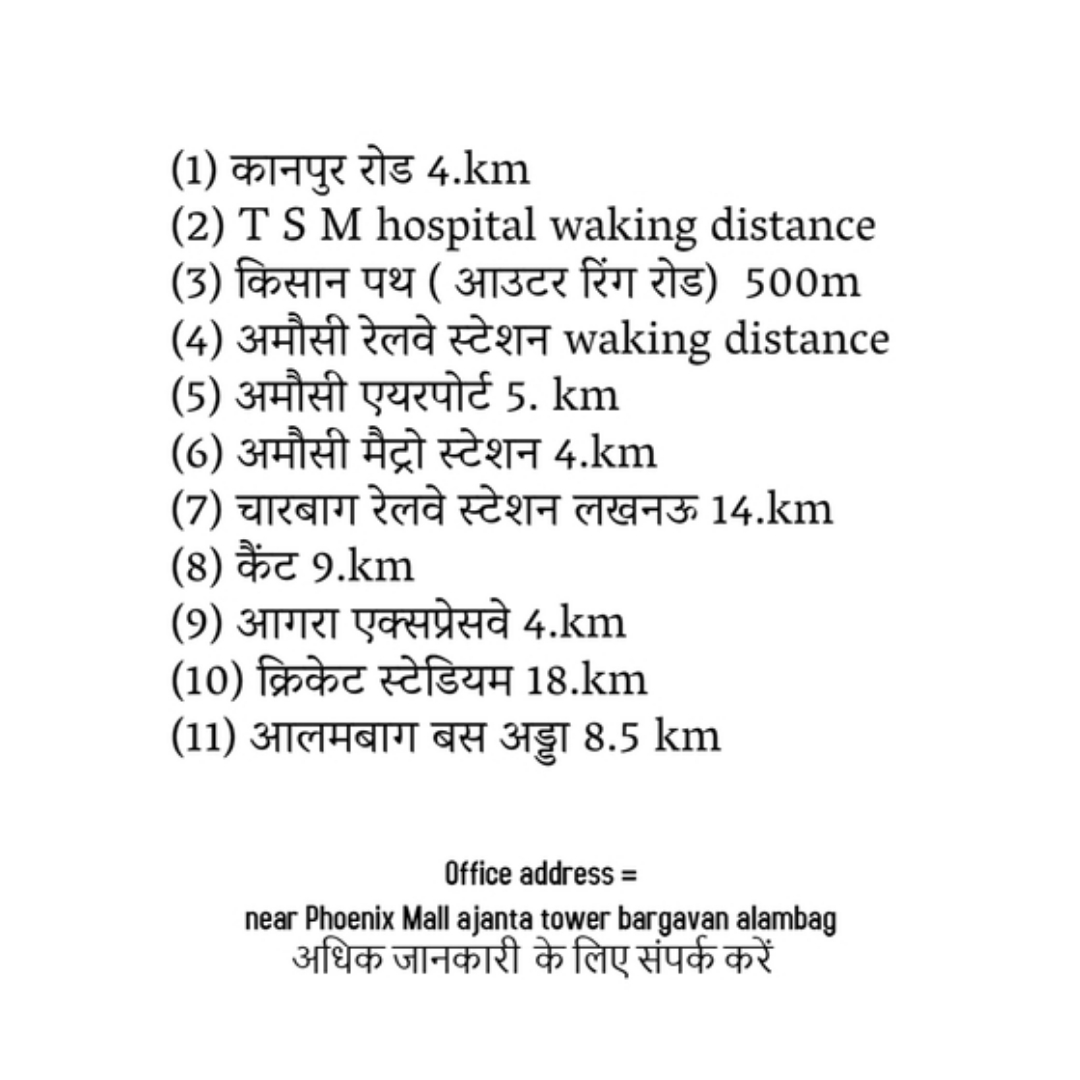 (1) कानपुर रोड 4.km
(2) T S M hospital waking distance
(3) किसान पथ ( आउटर रिंग रोड) 500m
(4) अमौसी रेलवे स्टेशन waking distance
(5) अमौसी एयरपोर्ट 5. km
(6) अमौसी मैट्रो स्टेशन 4.km
(7) चारबाग रेलवे स्टेशन लखनऊ 14.km
(8) कैंट 9.km
(9) आगरा एक्सप्रेसवे 4.km
(10) क्रिकेट स्टेडियम 18.km
(11) आलमबाग बस अड्डा 8.5 km
Office address =
near Phoenix Mall ajanta tower bargavan alambag
अधिक जानकारी के लिए संपर्क करें